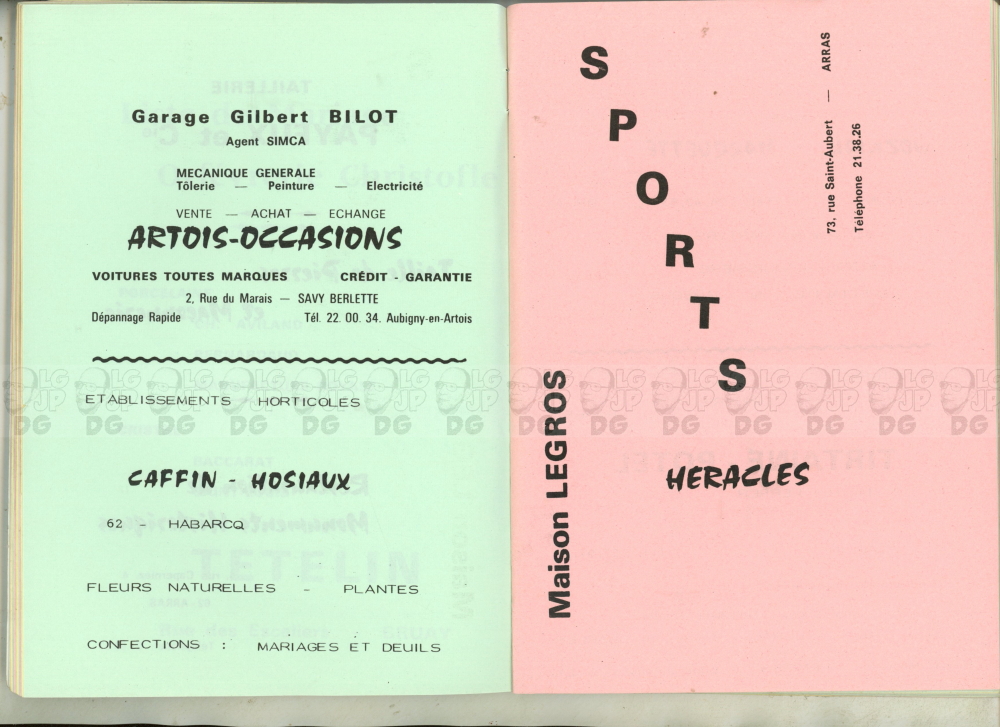 Garage Gilbert BILOT
Agent SIMCA
MECANIQUE GENERALE
Tôlerie — Peinture — Electricité
VENTE — ACHAT — ECHANGE
ARTOIS-OCCASIONS
VOITURES TOUTES MARQUES CRÉDIT - GARANTIE
2, Rue du Marais — SAVY BERLETTE
Dépannage Rapide Tél. 22. 00. 34. Aubigny-en-Artois
ETABLISSEMENTS HORTICOLES
CAFFIN - HOSIAUX
62 - HABARCQ
FLEURS NATURELLES - PLANTES
CONFECTIONS : MARIAGES ET DEUILS
SPORTS
73, rue Saint-Aubert — ARRAS
Téléphone 21.38.26
Maison LEGROS
HERACLES